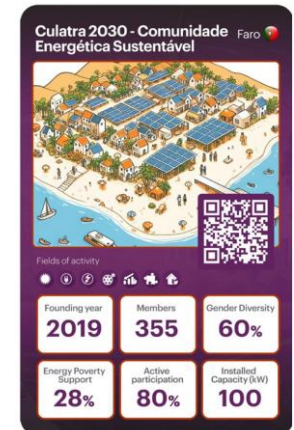 Culatra 2030 - Comunidade
Energética Sustentável
Faro
Fields of activity
Founding year
2019
Members
355
Gender Diversity
60%
Energy Poverty
Support
28%
Active
participation
80%
Installed
Capacity (kW)
100